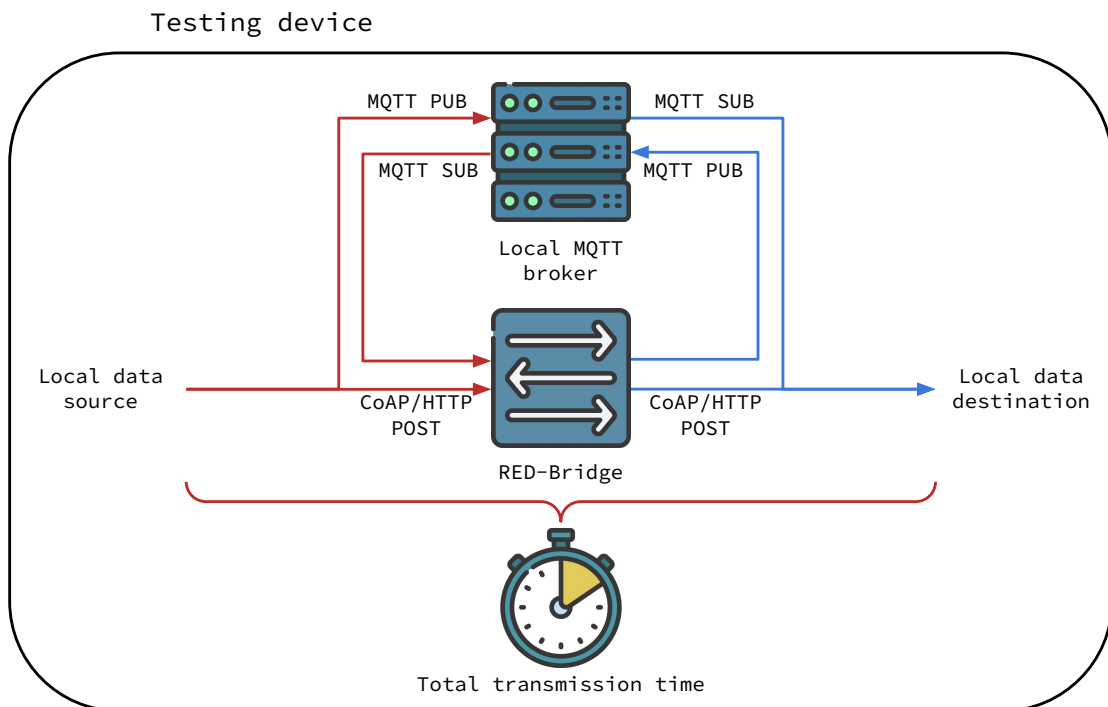 Testing device
MQTT PUB
MQTT SUB
MQTT SUB
MQTT PUB
Local MQTT
broker
Local data
source
CoAP/HTTP
POST
CoAP/HTTP
POST
Local data
destination
RED-Bridge
Total transmission time